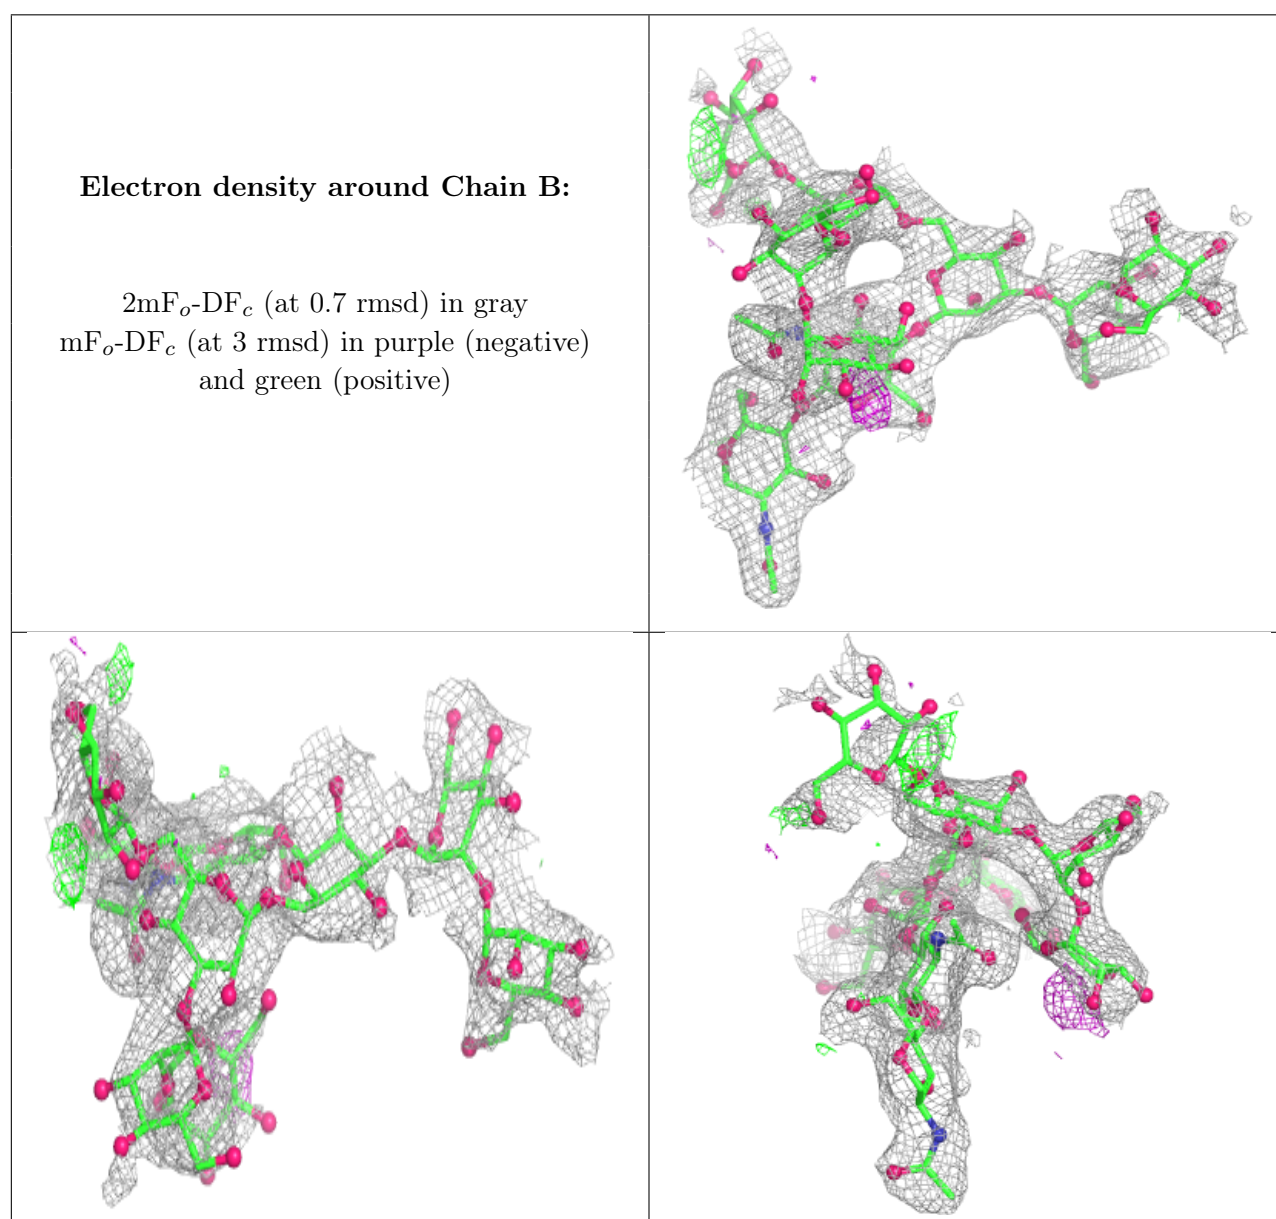 Electron density around Chain B:
2mFₒ-DF𝒸 (at 0.7 rmsd) in gray
mFₒ-DF𝒸 (at 3 rmsd) in purple (negative)
and green (positive)